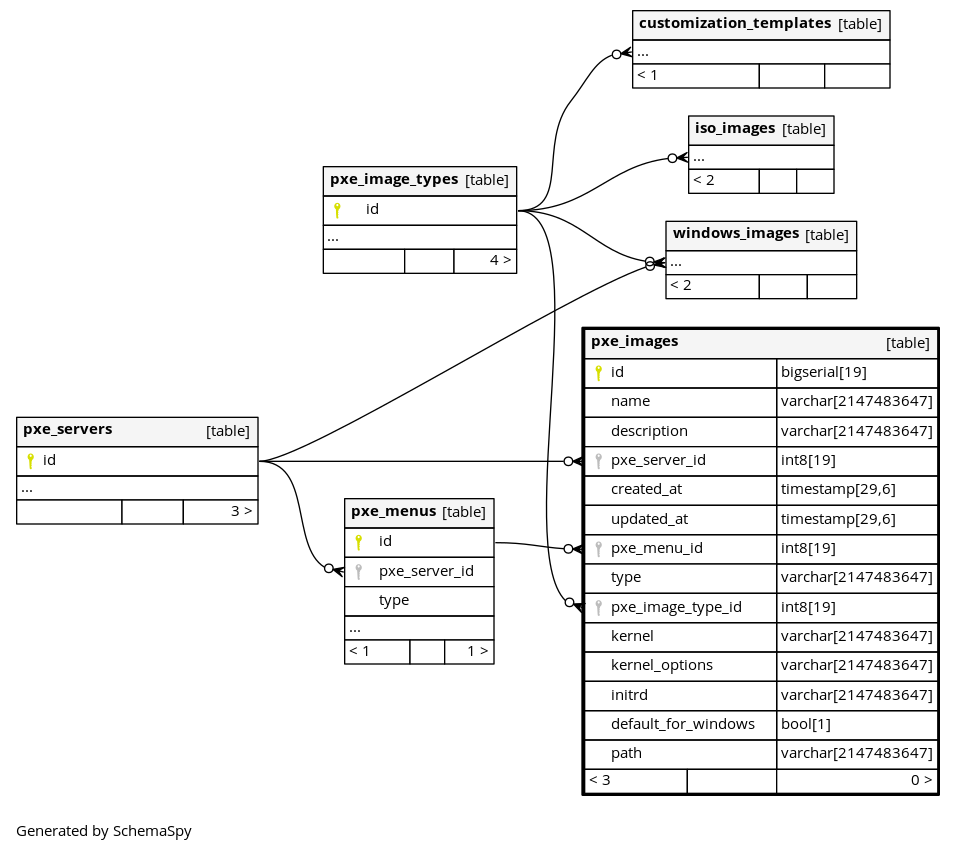 customization_templates [table]
...
< 1
iso_images [table]
...
< 2
pxe_image_types [table]
id
...
4 >
windows_images [table]
...
< 2
pxe_images [table]
id bigserial[19]
name varchar[2147483647]
description varchar[2147483647]
pxe_server_id int8[19]
created_at timestamp[29,6]
updated_at timestamp[29,6]
pxe_menu_id int8[19]
type varchar[2147483647]
pxe_image_type_id int8[19]
kernel varchar[2147483647]
kernel_options varchar[2147483647]
initrd varchar[2147483647]
default_for_windows bool[1]
path varchar[2147483647]
< 3 0 >
pxe_servers [table]
id
...
3 >
pxe_menus [table]
id
pxe_server_id
type
...
< 1 1 >
Generated by SchemaSpy